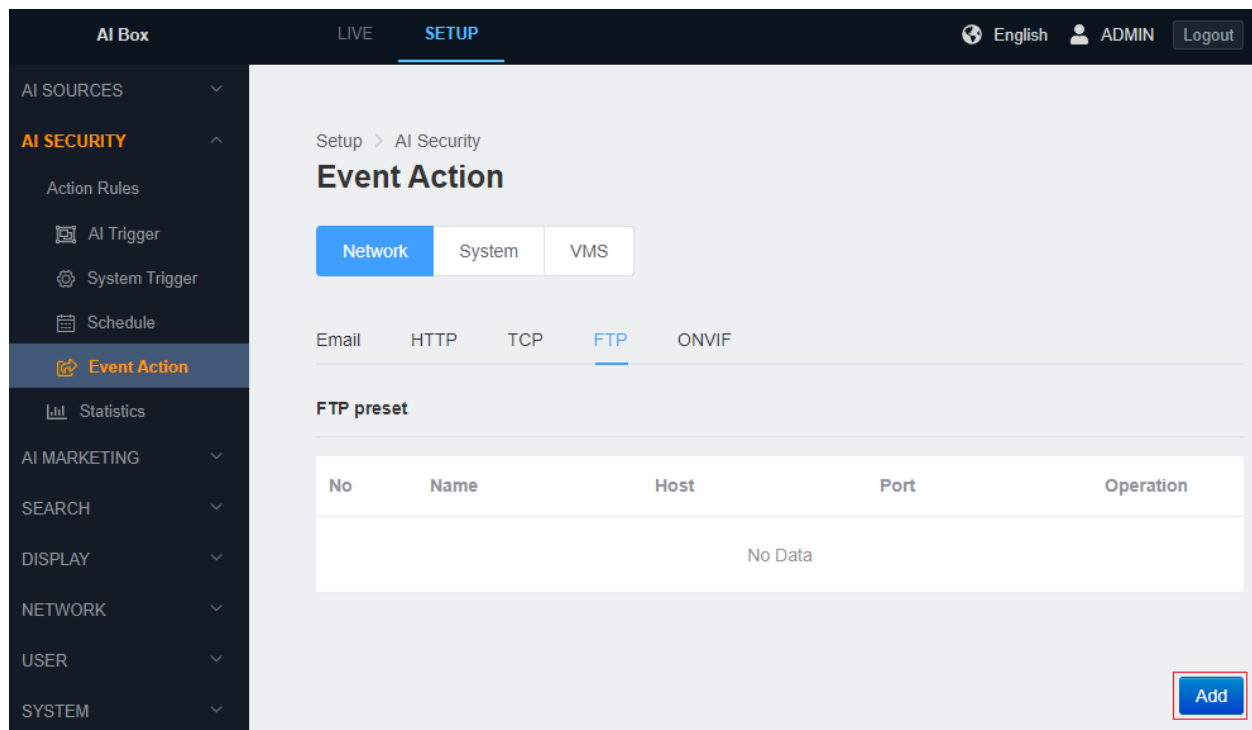 AI Box LIVE SETUP English ADMIN Logout
AI SOURCES
AI SECURITY
Action Rules
AI Trigger
System Trigger
Schedule
Event Action
Statistics
AI MARKETING
SEARCH
DISPLAY
NETWORK
USER
SYSTEM
Setup > AI Security
Event Action
Network System VMS
Email HTTP TCP FTP ONVIF
FTP preset
No Name Host Port Operation
No Data
Add